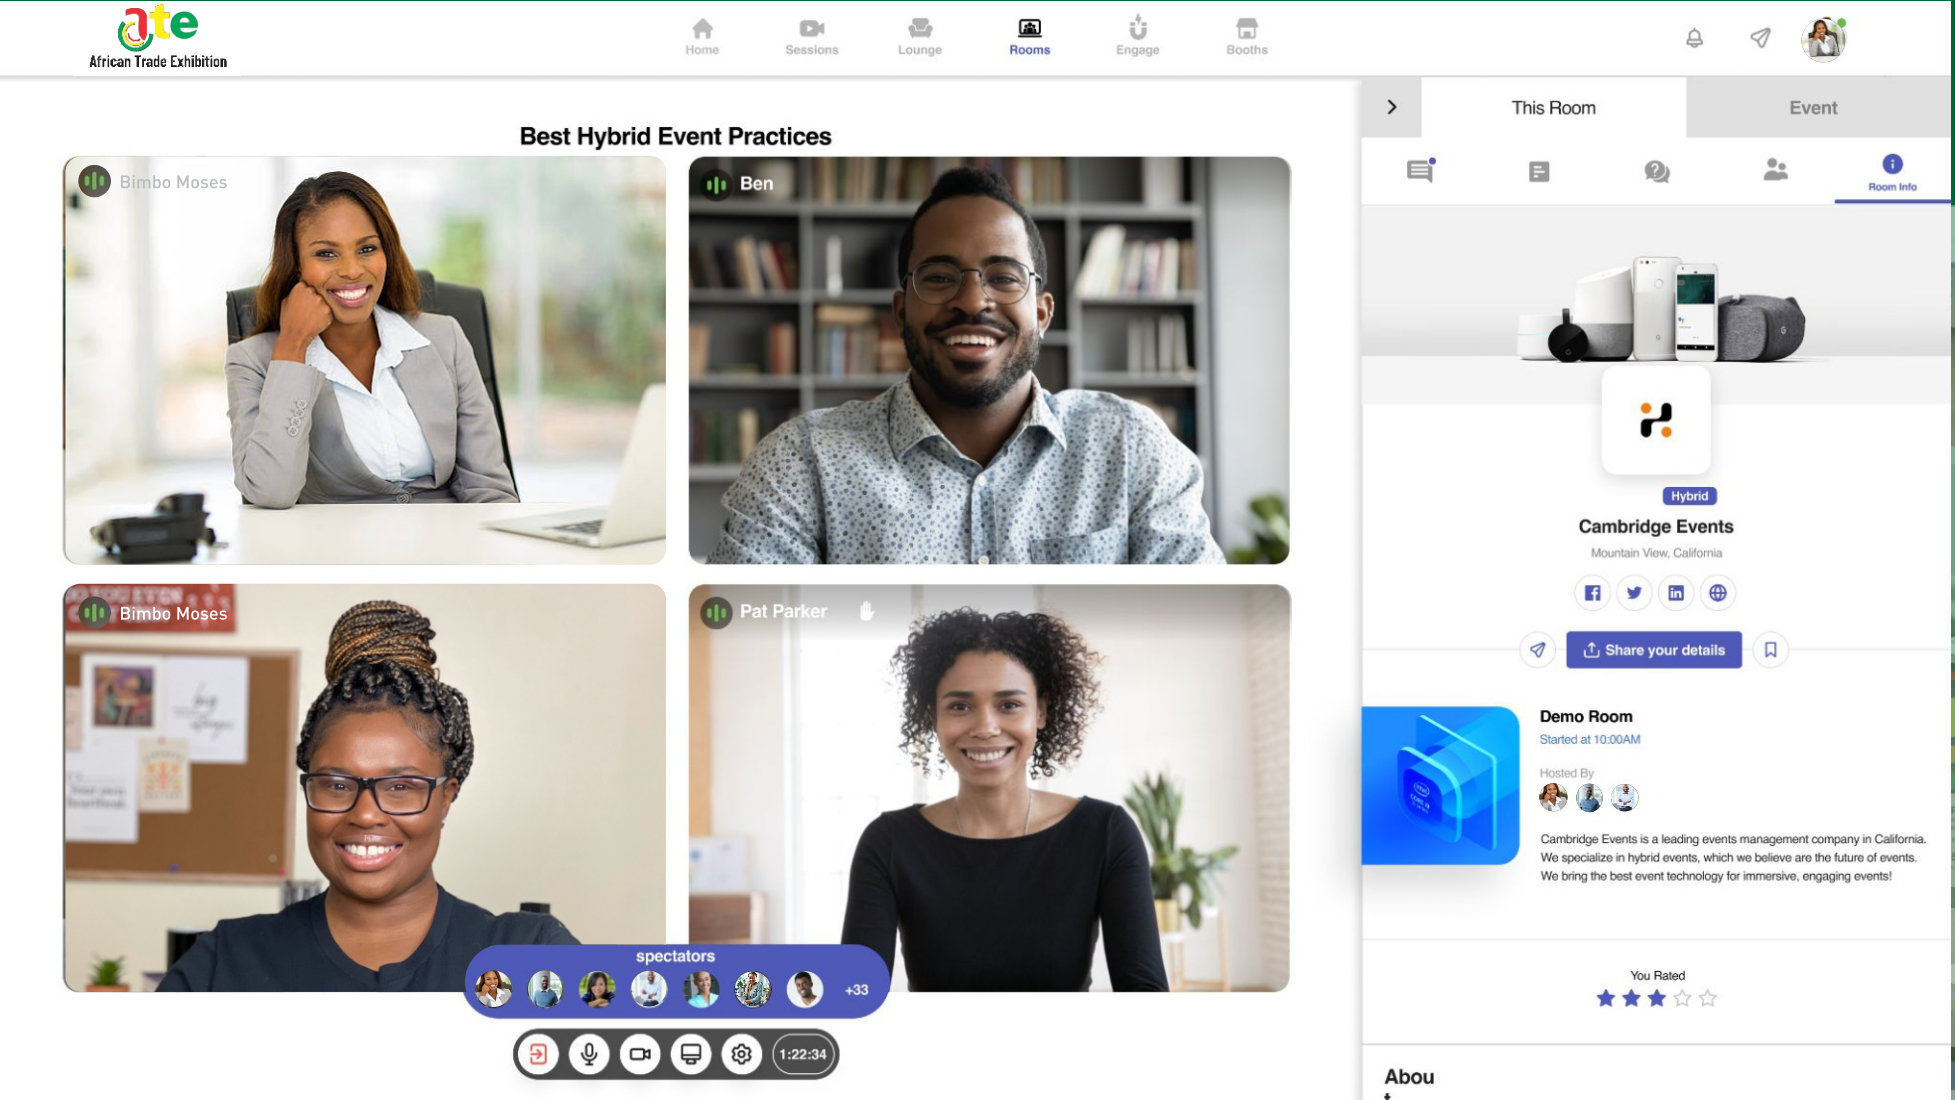 ate
African Trade Exhibition
Home
Sessions
Lounge
Rooms
Engage
Booths
Best Hybrid Event Practices
Bimbo Moses
Ben
Bimbo Moses
Pat Parker
spectators
+33
1:22:34
This Room
Event
Room Info
Hybrid
Cambridge Events
Mountain View, California
Share your details
Demo Room
Started at 10:00AM
Hosted By
Cambridge Events is a leading events management company in California.
We specialize in hybrid events, which we believe are the future of events.
We bring the best event technology for immersive, engaging events!
You Rated
Abou